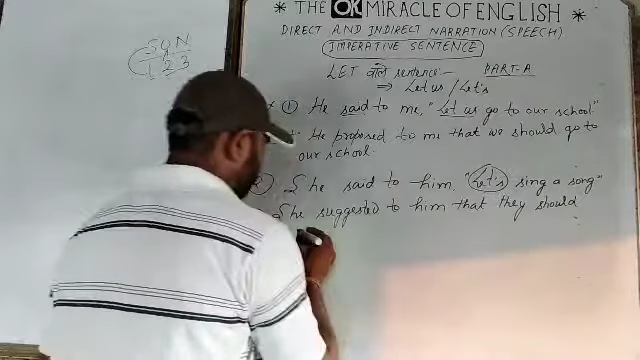 SON
123
* THE OK MIRACLE OF ENGLISH *
DIRECT AND INDIRECT NARRATION (SPEECH)
IMPERATIVE SENTENCE
LET वाले sentence:- PART-A
⇒ Let us / Let's
① He said to me, "Let us go to our school"
He proposed to me that we should go to
our school.
She said to him, "Let's sing a song"
She suggested to him that they should